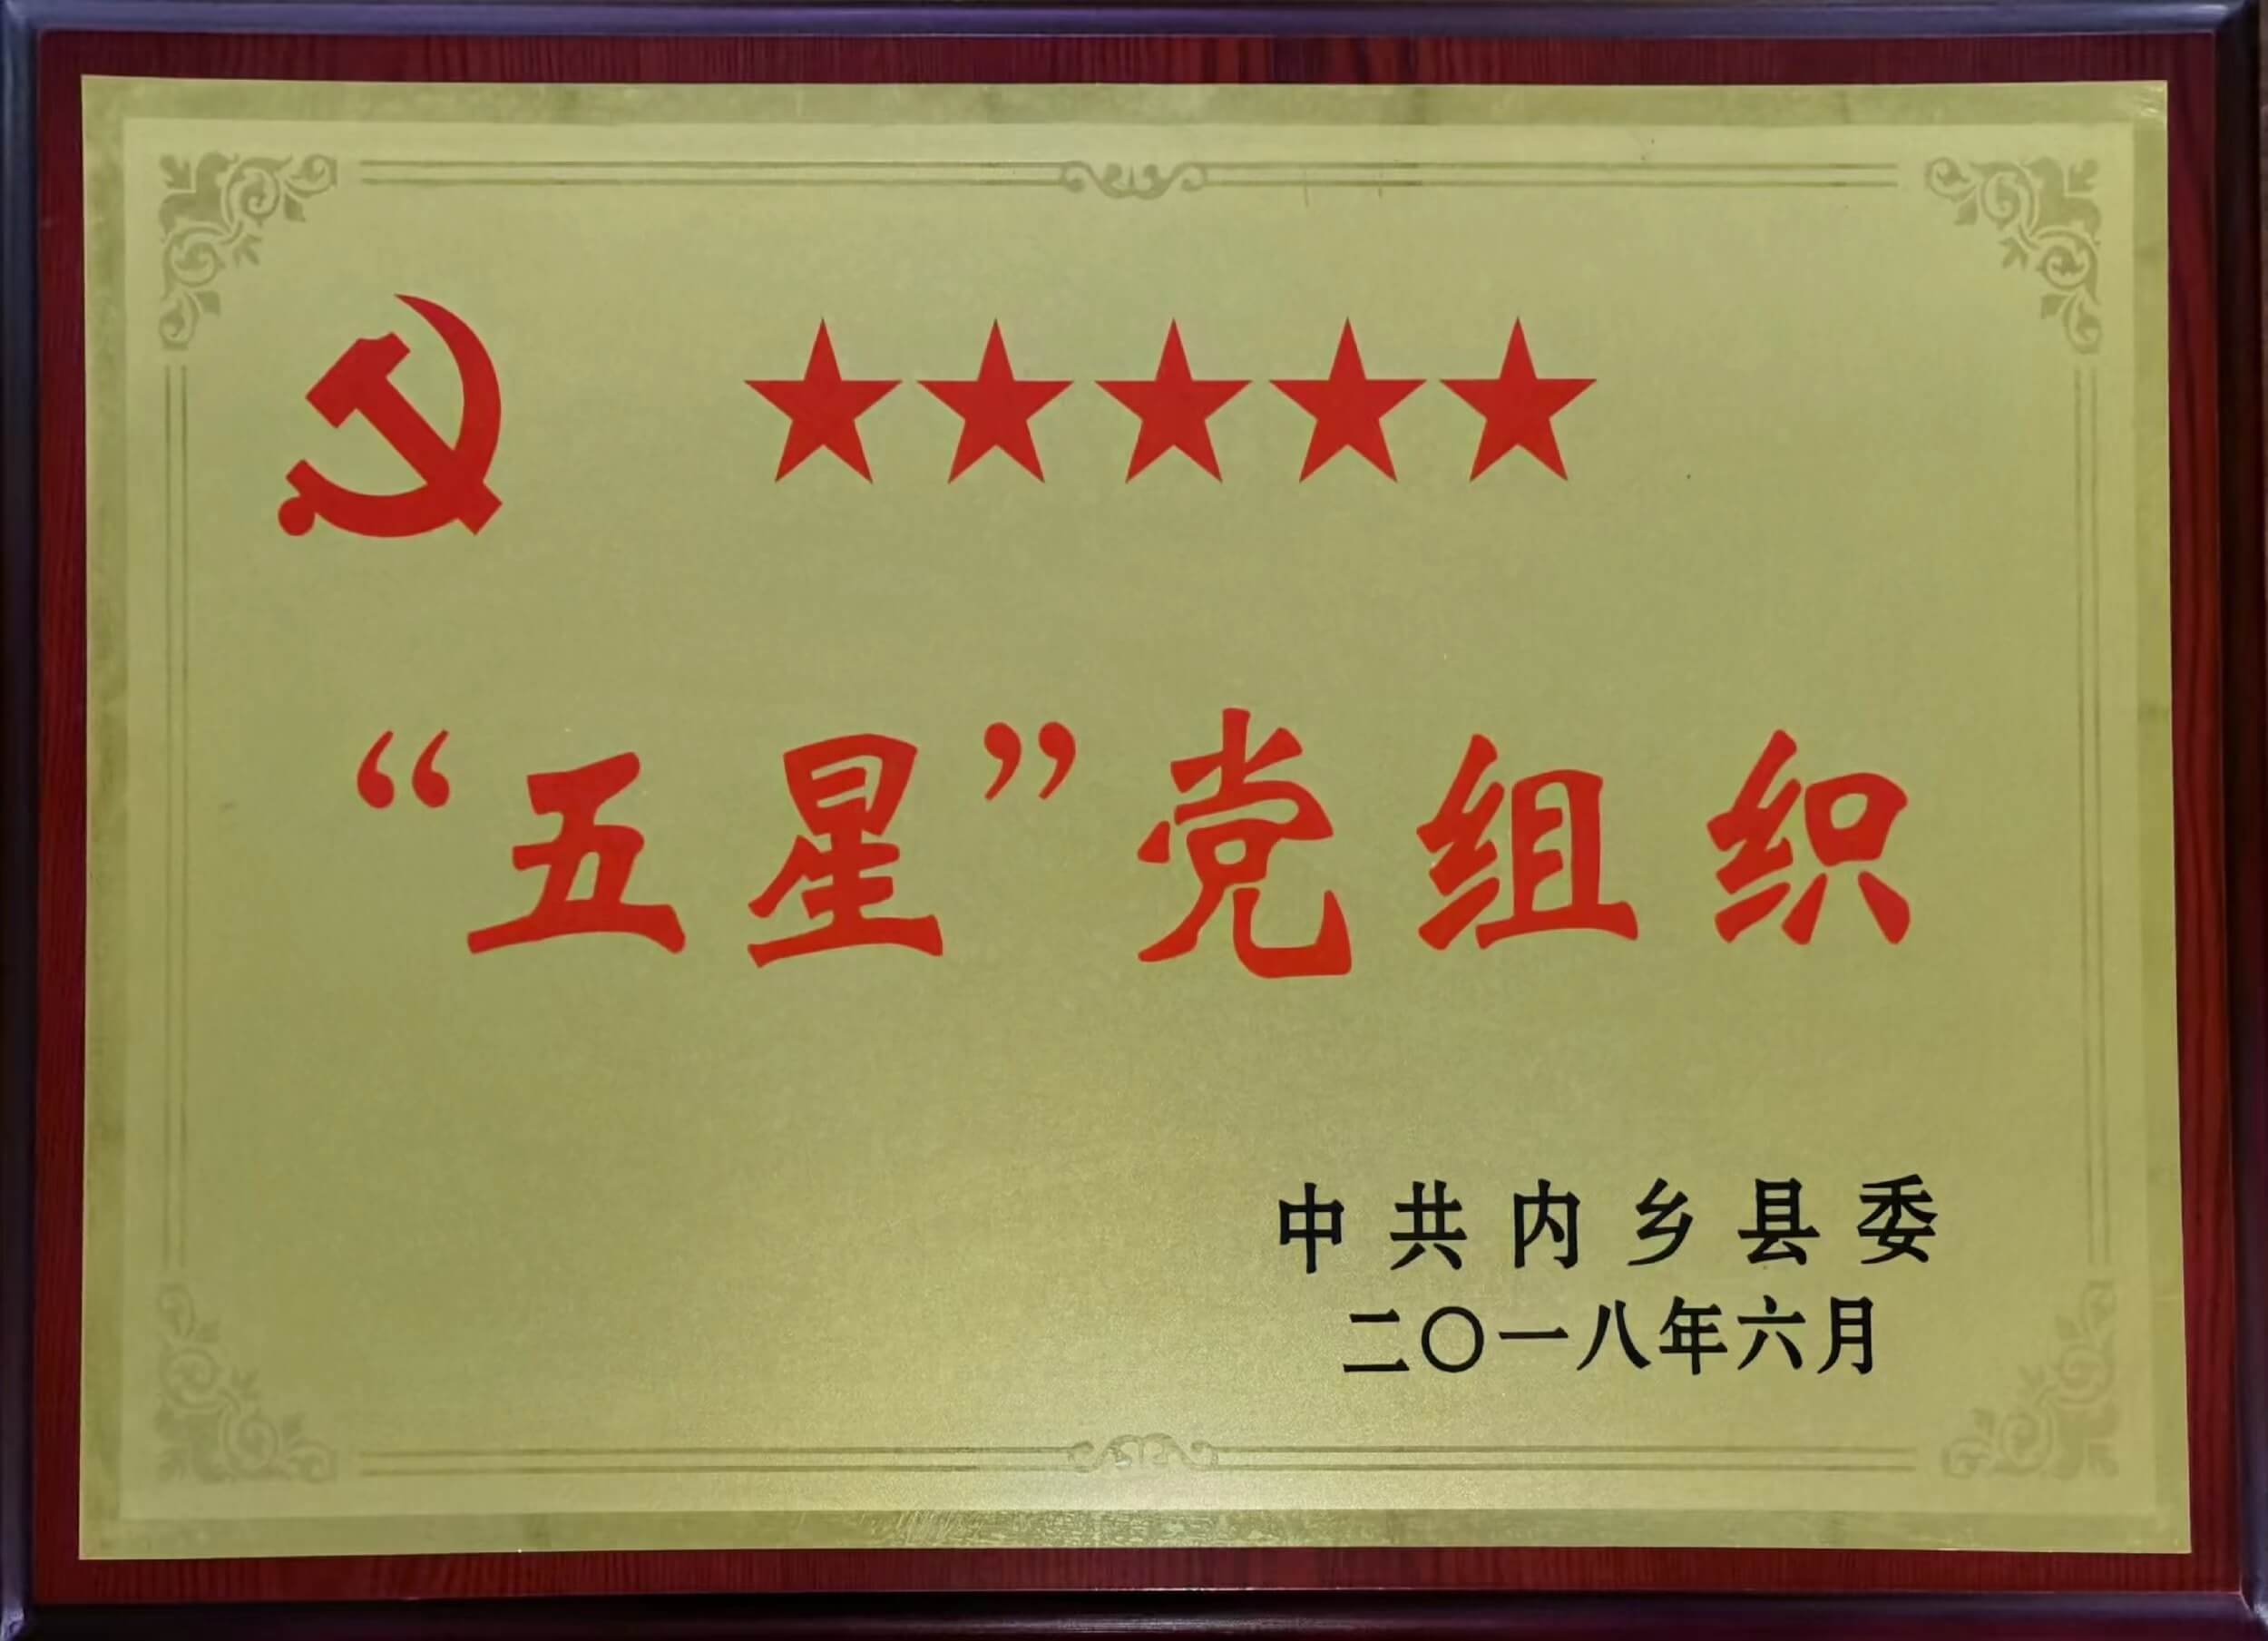 “五星”党组织
中共内乡县委
二〇一八年六月